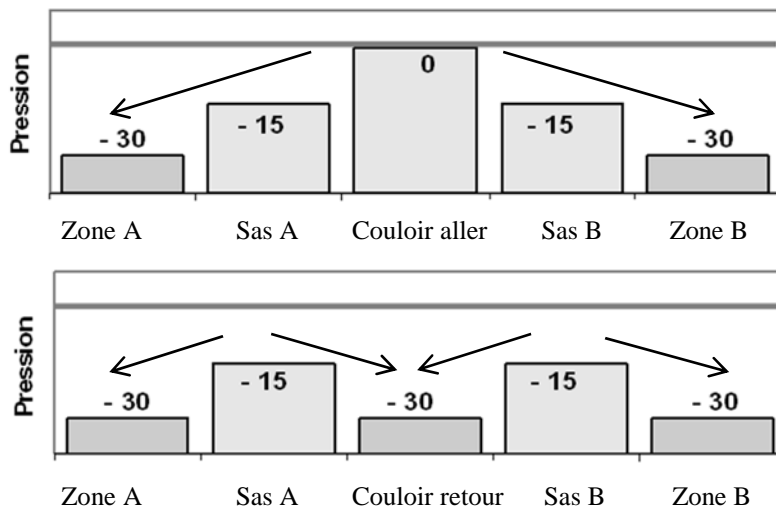 Pression
0
- 30 - 15 - 15 - 30
Zone A Sas A Couloir aller Sas B Zone B
Pression
- 30 - 15 - 30 - 15 - 30
Zone A Sas A Couloir retour Sas B Zone B